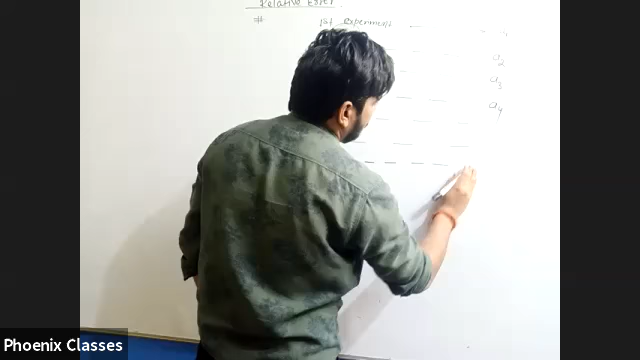 Relative Error
# 1st experiment
a2
a3
a4
Phoenix Classes